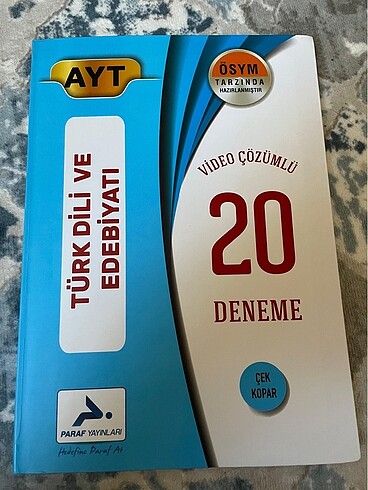 AYT
ÖSYM
TARZINDA
HAZIRLANMIŞTIR
TÜRK DİLİ VE
EDEBİYATI
VİDEO ÇÖZÜMLÜ
20
DENEME
ÇEK
KOPAR
PARAF YAYINLARI
Hedefine Paraf At